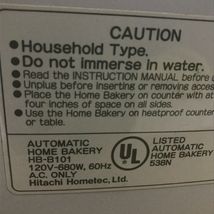 CAUTION
•Household Type.
•Do not immerse in water.
• Read the INSTRUCTION MANUAL before
• Unplug before inserting or removing
• Place Home Bakery on counter with at
four inches of space on all sides.
• Use the Home Bakery on heatproof counter
or table.
AUTOMATIC
HOME BAKERY
HB-B101
120V-680W, 60Hz
A.C. ONLY
Hitachi Hometec, Ltd.
UL
LISTED
AUTOMATIC
HOME BAKERY
538N